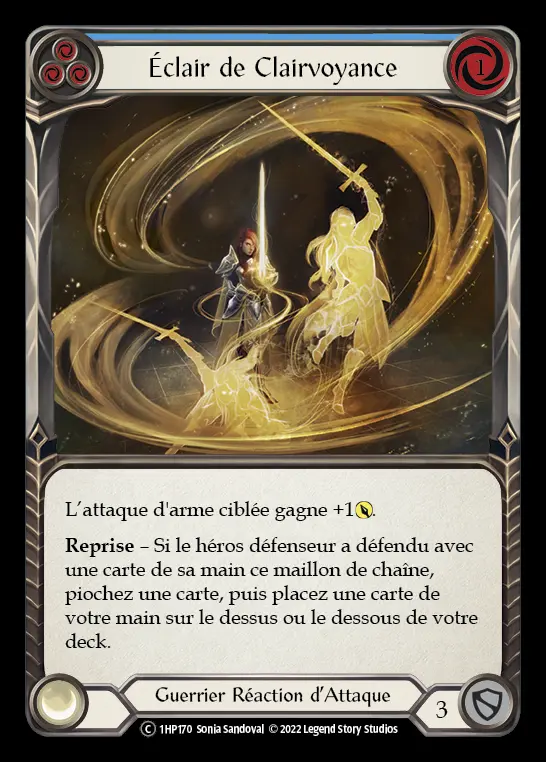 Éclair de Clairvoyance
1
L’attaque d'arme ciblée gagne +1.
Reprise – Si le héros défenseur a défendu avec
une carte de sa main ce maillon de chaîne,
piochez une carte, puis placez une carte de
votre main sur le dessus ou le dessous de votre
deck.
Guerrier Réaction d’Attaque
3
C 1HP170 Sonia Sandoval © 2022 Legend Story Studios